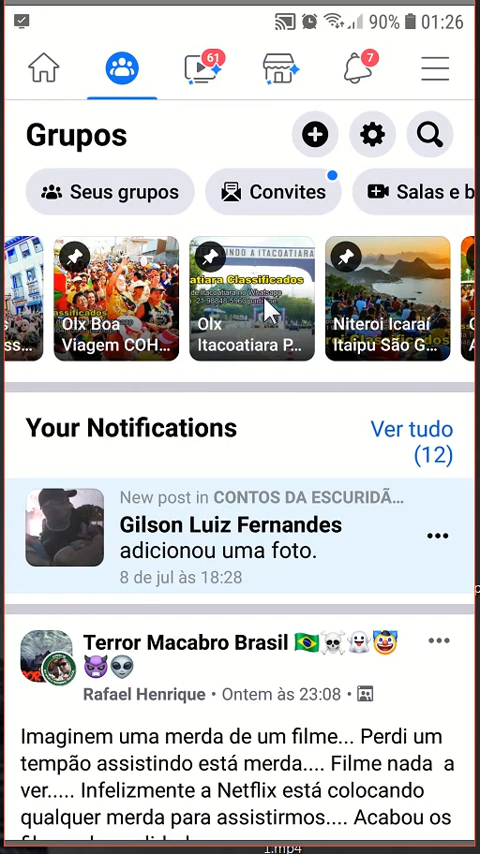 90% 01:26
61
7
Grupos
Seus grupos
Convites
Salas e b
ss...
Olx Boa
Viagem COH...
Olx
Itacoatiara P...
Niteroi Icaraí
Itaipu São G...
atiara Classificados
Your Notifications
Ver tudo
(12)
New post in CONTOS DA ESCURIDÃ...
Gilson Luiz Fernandes
adicionou uma foto.
8 de jul às 18:28
Terror Macabro Brasil 🇧🇷☠️👻🤡
👿👽
Rafael Henrique • Ontem às 23:08 •
Imaginem uma merda de um filme... Perdi um
tempão assistindo está merda.... Filme nada a
ver..... Infelizmente a Netflix está colocando
qualquer merda para assistirmos.... Acabou os
1.mp4